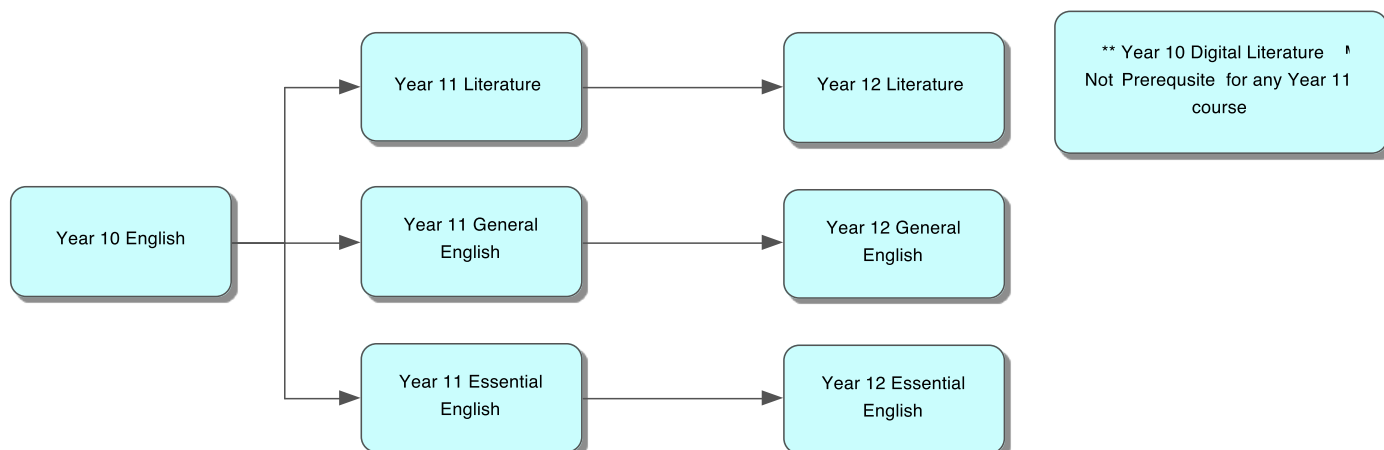 Year 11 Literature
Year 12 Literature
** Year 10 Digital Literature
Not Prerequsite for any Year 11
course
Year 10 English
Year 11 General
English
Year 12 General
English
Year 11 Essential
English
Year 12 Essential
English